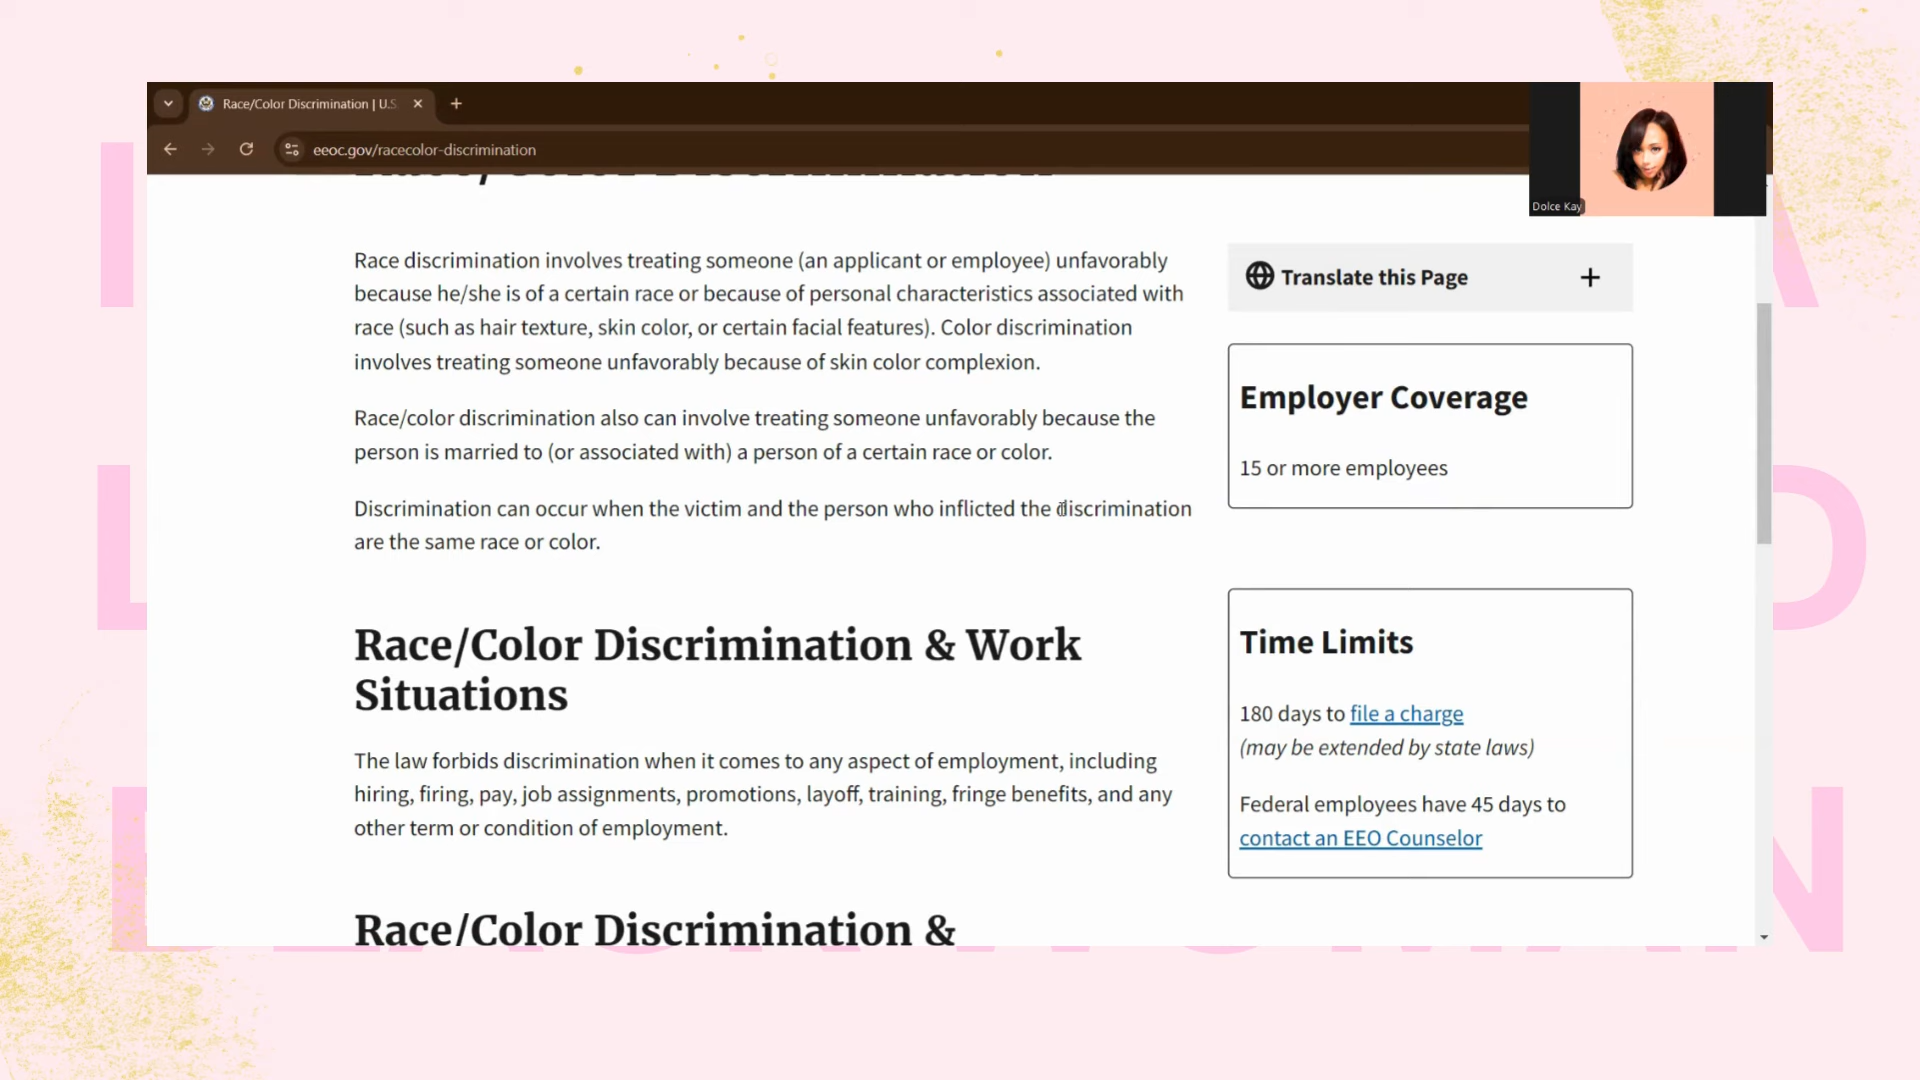 Race/Color Discrimination | U.S.
eeoc.gov/racecolor-discrimination
Dolce Kay
Race/Color Discrimination
Race discrimination involves treating someone (an applicant or employee) unfavorably
because he/she is of a certain race or because of personal characteristics associated with
race (such as hair texture, skin color, or certain facial features). Color discrimination
involves treating someone unfavorably because of skin color complexion.
Race/color discrimination also can involve treating someone unfavorably because the
person is married to (or associated with) a person of a certain race or color.
Discrimination can occur when the victim and the person who inflicted the discrimination
are the same race or color.
Race/Color Discrimination & Work
Situations
The law forbids discrimination when it comes to any aspect of employment, including
hiring, firing, pay, job assignments, promotions, layoff, training, fringe benefits, and any
other term or condition of employment.
Race/Color Discrimination &
Translate this Page
Employer Coverage
15 or more employees
Time Limits
180 days to file a charge
(may be extended by state laws)
Federal employees have 45 days to
contact an EEO Counselor